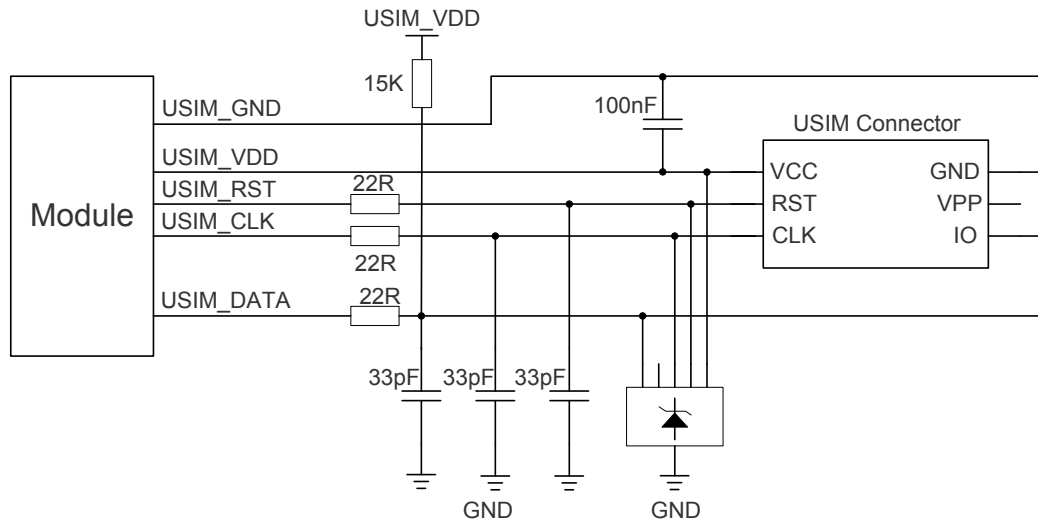 USIM_VDD
15K
USIM_GND
100nF
USIM Connector
USIM_VDD
VCC
GND
USIM_RST
22R
RST
VPP
Module
USIM_CLK
22R
CLK
IO
USIM_DATA
22R
33pF
33pF
33pF
GND
GND